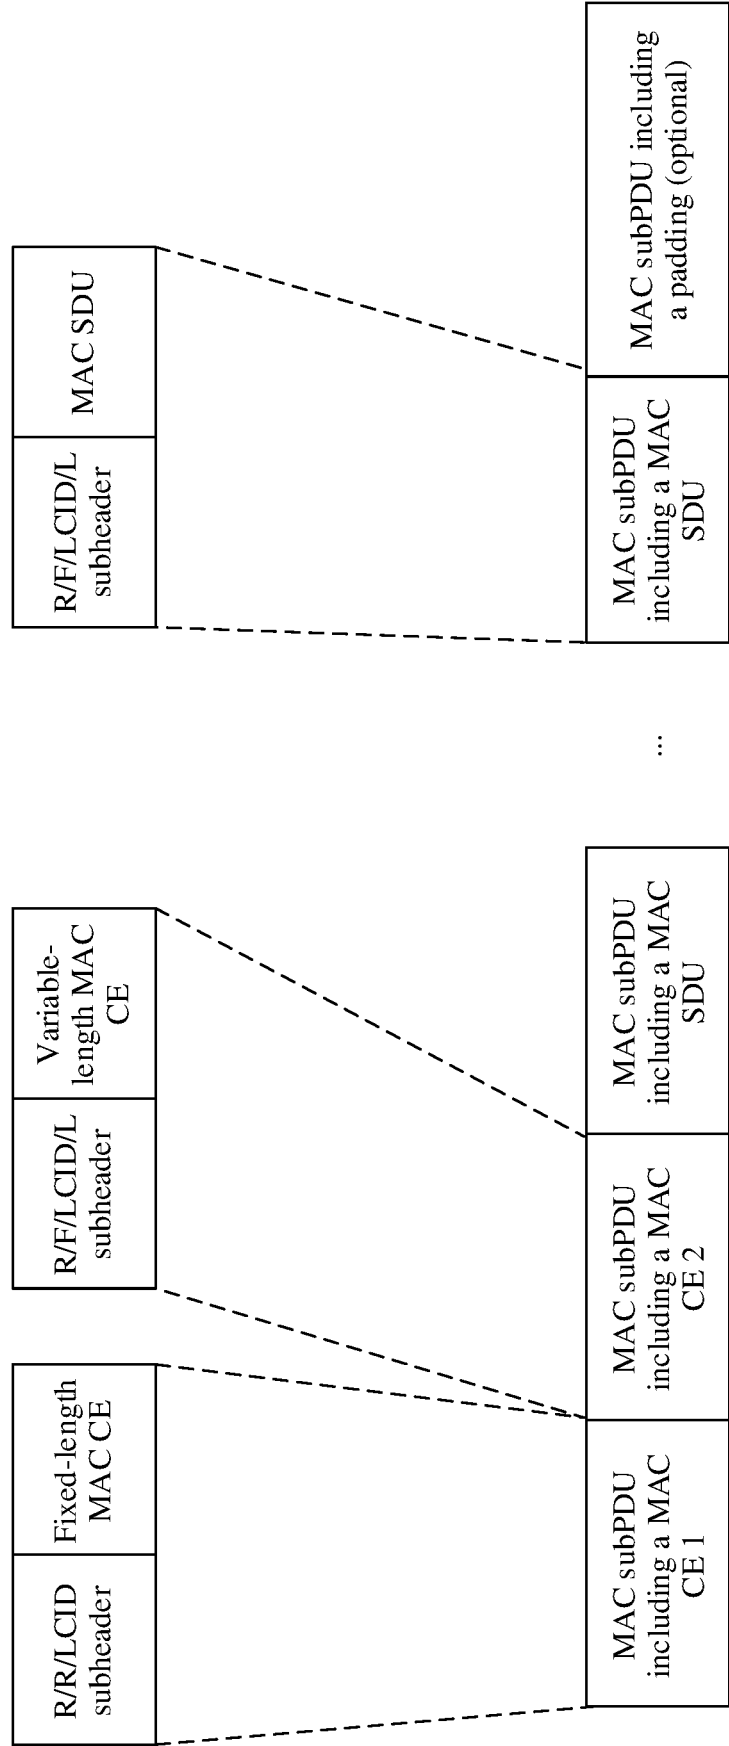 R/R/LCID
subheader
Fixed-length
MAC CE
R/F/LCID/L
subheader
Variable-
length MAC
CE
R/F/LCID/L
subheader
MAC SDU
MAC subPDU
including a MAC
CE 1
MAC subPDU
including a MAC
CE 2
MAC subPDU
including a MAC
SDU
...
MAC subPDU
including a MAC
SDU
MAC subPDU including
a padding (optional)